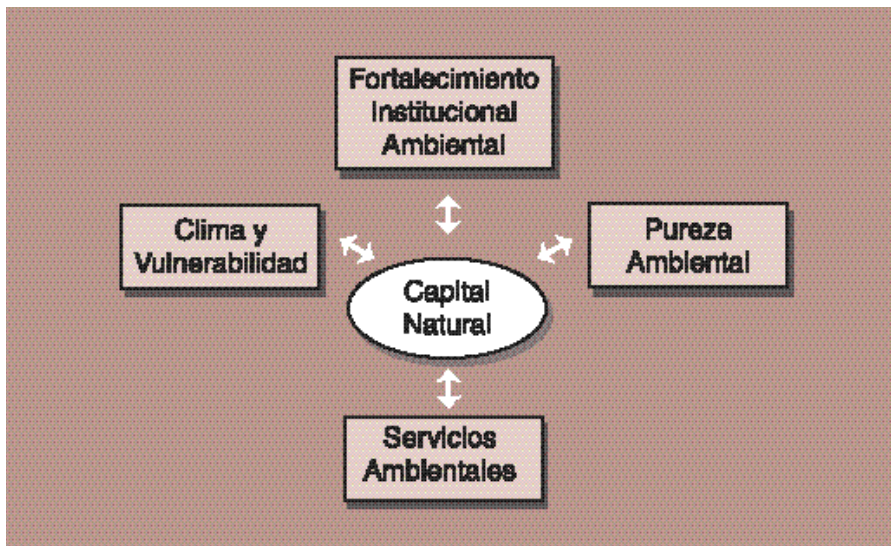 Fortalecimiento
Institucional
Ambiental
Clima y
Vulnerabilidad
Pureza
Ambiental
Capital
Natural
Servicios
Ambientales